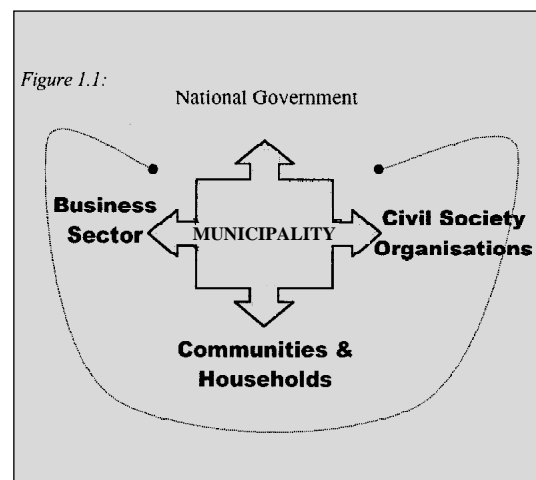 Figure 1.1:
National Government
Business
Sector
MUNICIPALITY
Civil Society
Organisations
Communities &
Households